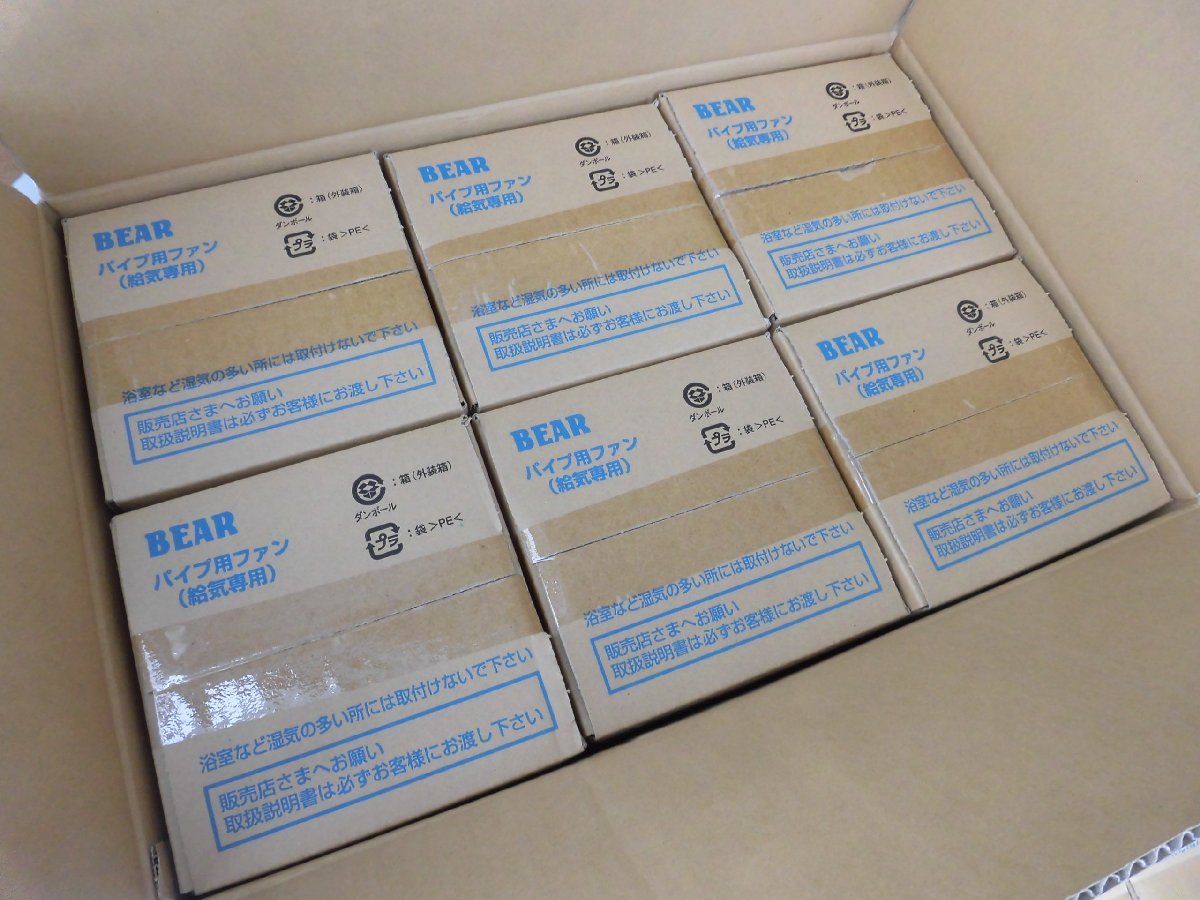 BEAR
パイプ用ファン
(給気専用)
:箱(外装箱)
ダンボール
プラ
:袋>PE<
浴室など湿気の多い所には取付けないで下さい
販売店さまへお願い
取扱説明書は必ずお客様にお渡し下さい
BEAR
パイプ用ファン
(給気専用)
:箱(外装箱)
ダンボール
プラ
:袋>PE<
浴室など湿気の多い所には取付けないで下さい
販売店さまへお願い
取扱説明書は必ずお客様にお渡し下さい
BEAR
パイプ用ファン
(給気専用)
:箱(外装箱)
ダンボール
プラ
:袋>PE<
浴室など湿気の多い所には取付けないで下さい
販売店さまへお願い
取扱説明書は必ずお客様にお渡し下さい
BEAR
パイプ用ファン
(給気専用)
:箱(外装箱)
ダンボール
プラ
:袋>PE<
浴室など湿気の多い所には取付けないで下さい
販売店さまへお願い
取扱説明書は必ずお客様にお渡し下さい
BEAR
パイプ用ファン
(給気専用)
:箱(外装箱)
ダンボール
プラ
:袋>PE<
浴室など湿気の多い所には取付けないで下さい
販売店さまへお願い
取扱説明書は必ずお客様にお渡し下さい
BEAR
パイプ用ファン
(給気専用)
:箱(外装箱)
ダンボール
プラ
:袋>PE<
浴室など湿気の多い所には取付けないで下さい
販売店さまへお願い
取扱説明書は必ずお客様にお渡し下さい